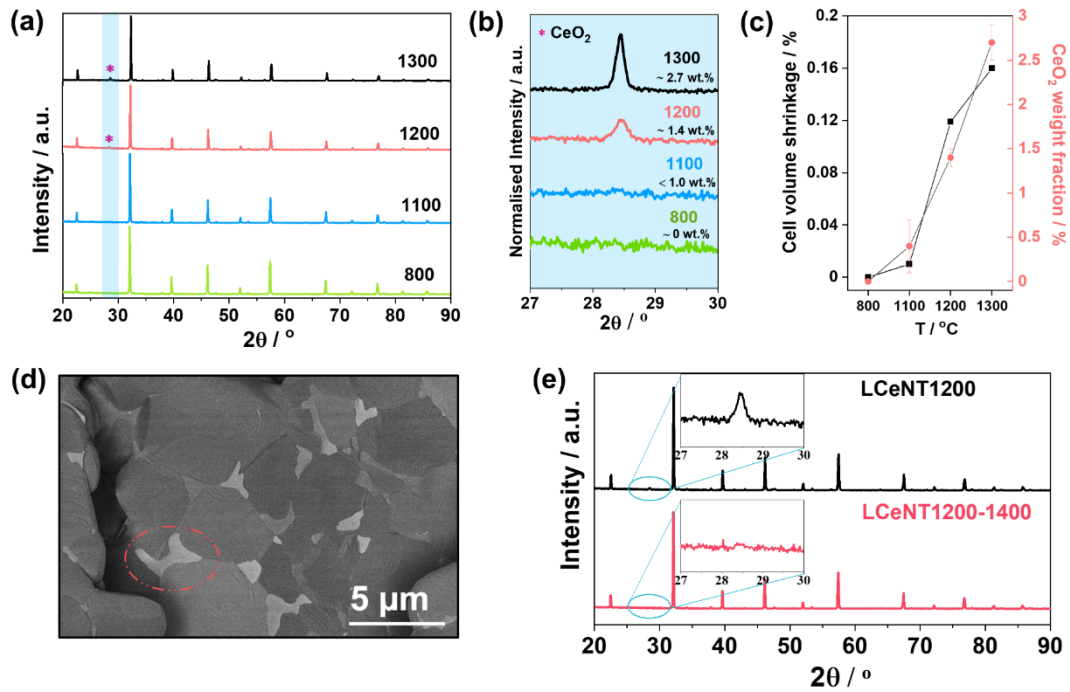 (a)
Intensity / a.u.
*
1300
*
1200
1100
800
20 30 40 50 60 70 80 90
2θ / °
(b)
Normalised Intensity / a.u.
* CeO₂
1300
~ 2.7 wt.%
1200
~ 1.4 wt.%
1100
< 1.0 wt.%
800
~ 0 wt.%
27 28 29 30
2θ / °
(c)
Cell volume shrinkage / %
0.2
0.16
0.12
0.08
0.04
0
800 1100 1200 1300
T / °C
3
2.5
2
1.5
1
0.5
0
CeO₂ weight fraction / %
(d)
5 μm
(e)
Intensity / a.u.
LCeNT1200
27 28 29 30
LCeNT1200-1400
27 28 29 30
20 30 40 50 60 70 80 90
2θ / °